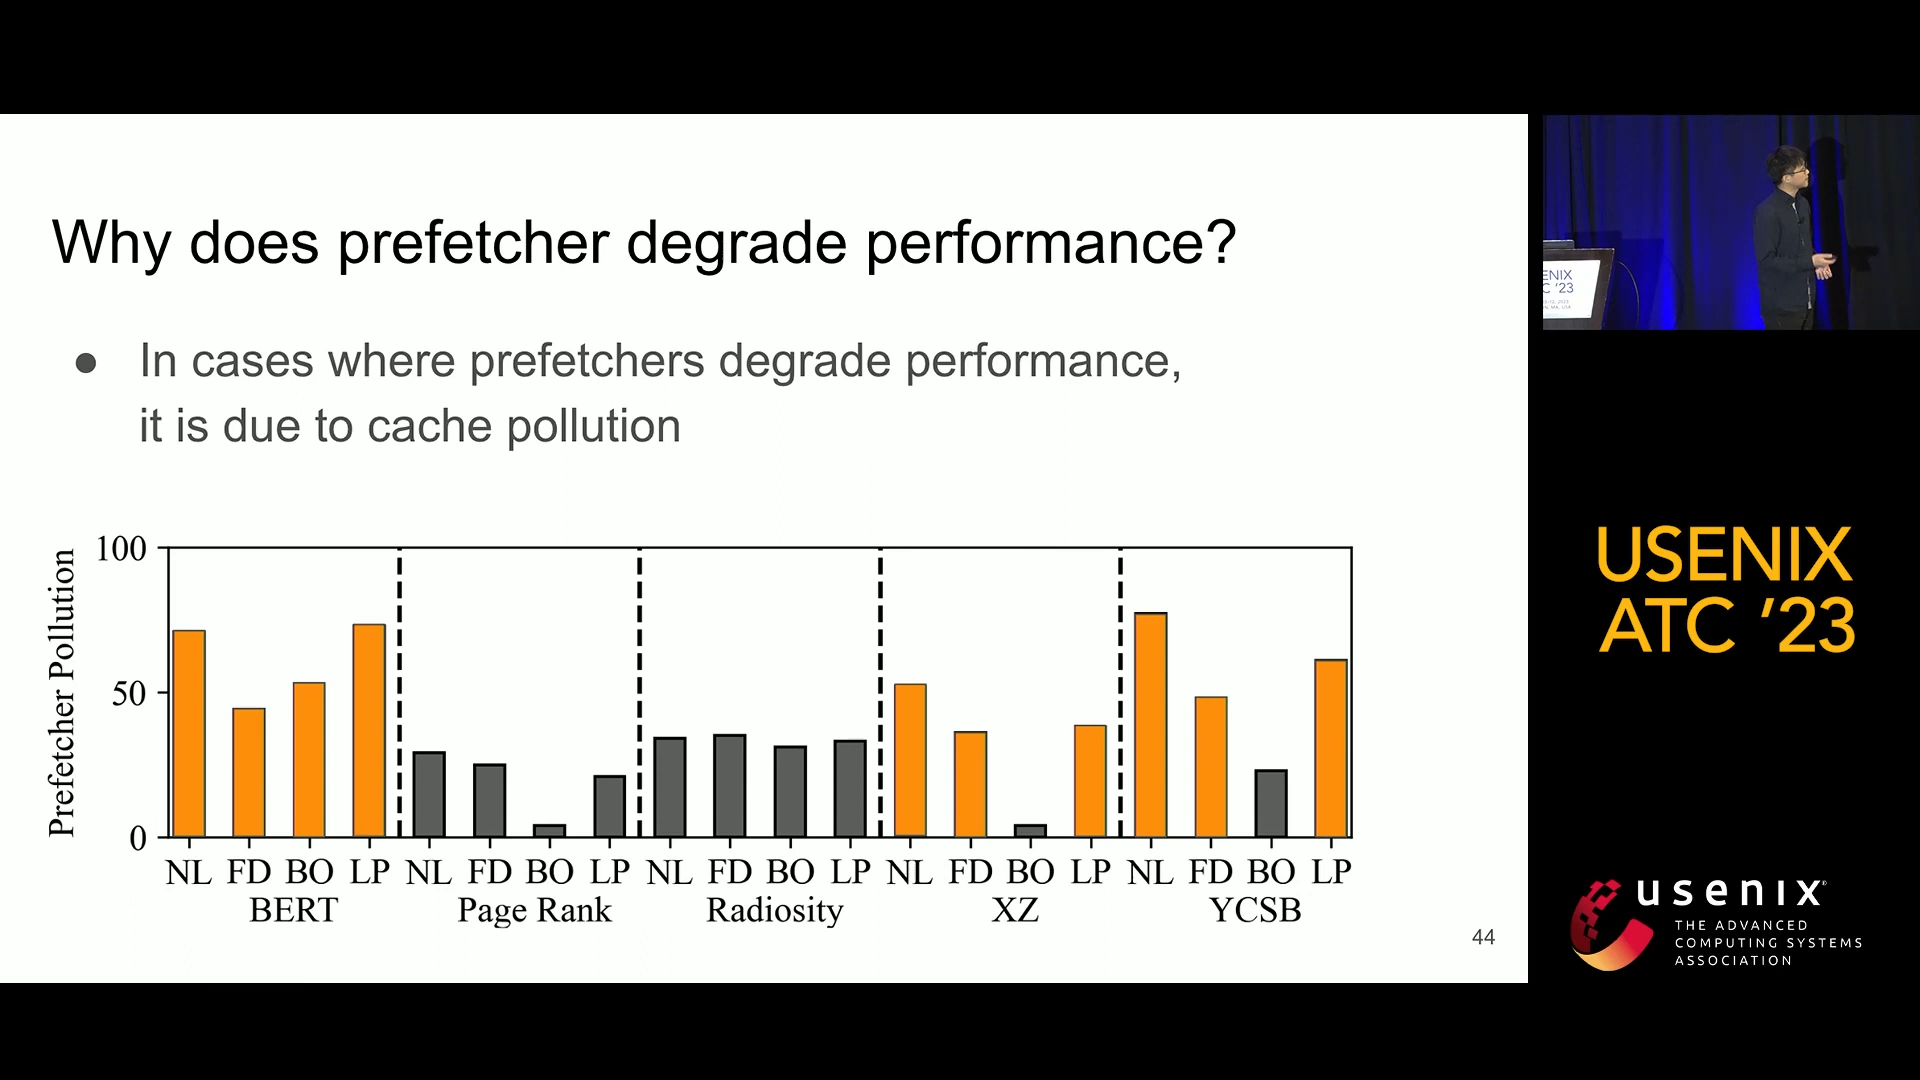 Why does prefetcher degrade performance?
● In cases where prefetchers degrade performance,
it is due to cache pollution
Prefetcher Pollution
100
50
0
NL FD BO LP NL FD BO LP NL FD BO LP NL FD BO LP NL FD BO LP
BERT Page Rank Radiosity XZ YCSB
44
ENIX
C '23
USENIX
ATC '23
usenix
THE ADVANCED
COMPUTING SYSTEMS
ASSOCIATION